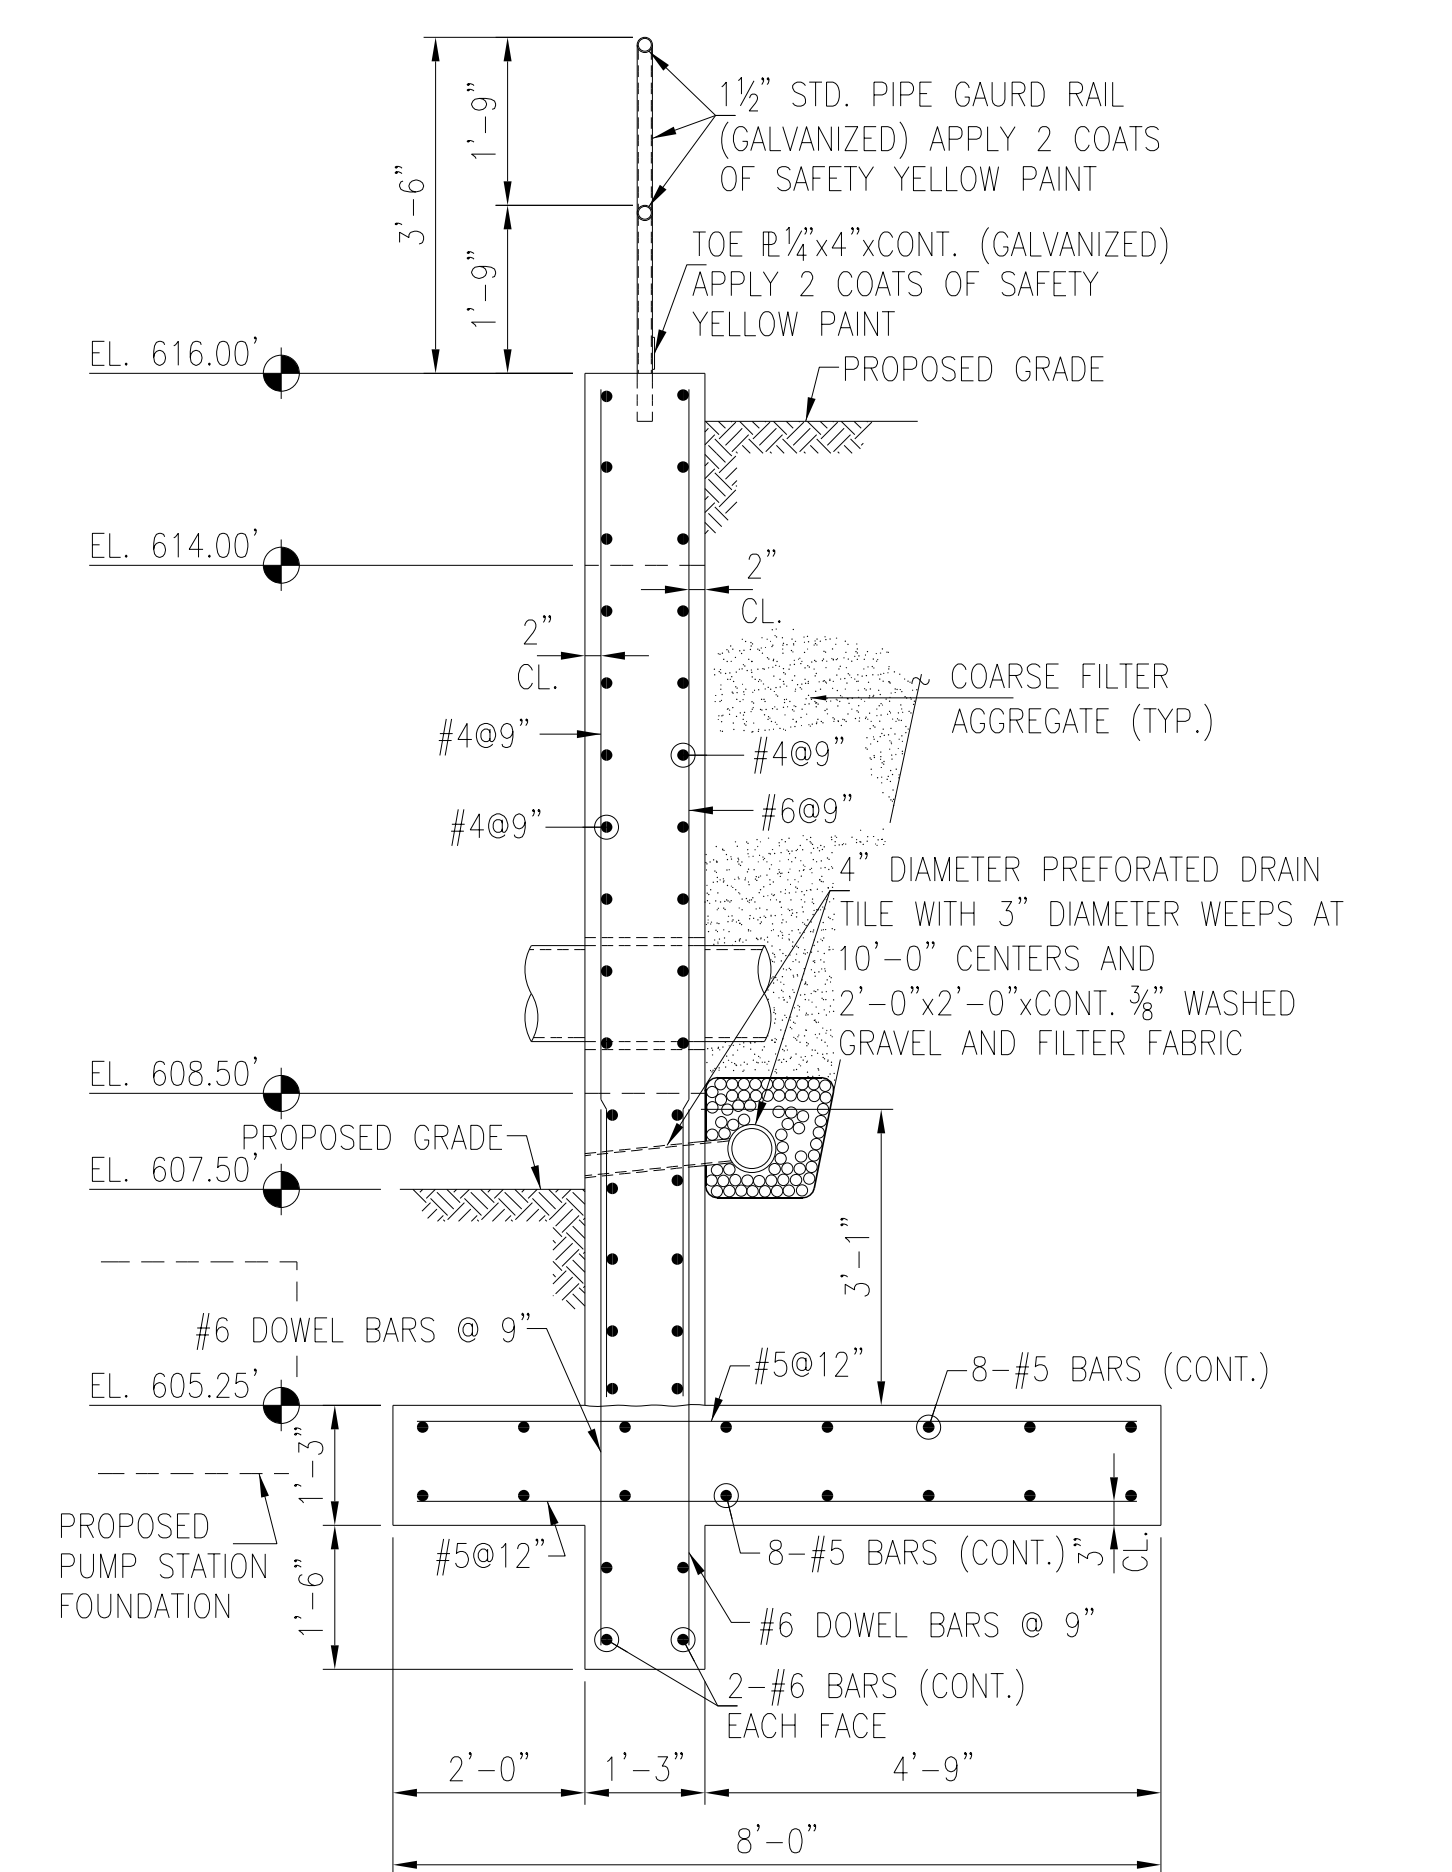 1½” STD. PIPE GAURD RAIL
(GALVANIZED) APPLY 2 COATS
OF SAFETY YELLOW PAINT
1’-9”
3’-6”
1’-9”
TOE ℙL ¼”x4”xCONT. (GALVANIZED)
APPLY 2 COATS OF SAFETY
YELLOW PAINT
EL. 616.00’
PROPOSED GRADE
EL. 614.00’
2”
CL.
2”
CL.
COARSE FILTER
AGGREGATE (TYP.)
#4@9”
#4@9”
#6@9”
#4@9”
4” DIAMETER PREFORATED DRAIN
TILE WITH 3” DIAMETER WEEPS AT
10’-0” CENTERS AND
2’-0”x2’-0”xCONT. ⅜” WASHED
GRAVEL AND FILTER FABRIC
EL. 608.50’
PROPOSED GRADE
EL. 607.50’
3’-1”
#6 DOWEL BARS @ 9”
#5@12”
8-#5 BARS (CONT.)
EL. 605.25’
1’-3”
PROPOSED
PUMP STATION
FOUNDATION
#5@12”
8-#5 BARS (CONT.)
3”
CL.
1’-6”
#6 DOWEL BARS @ 9”
2-#6 BARS (CONT.)
EACH FACE
2’-0”
1’-3”
4’-9”
8’-0”